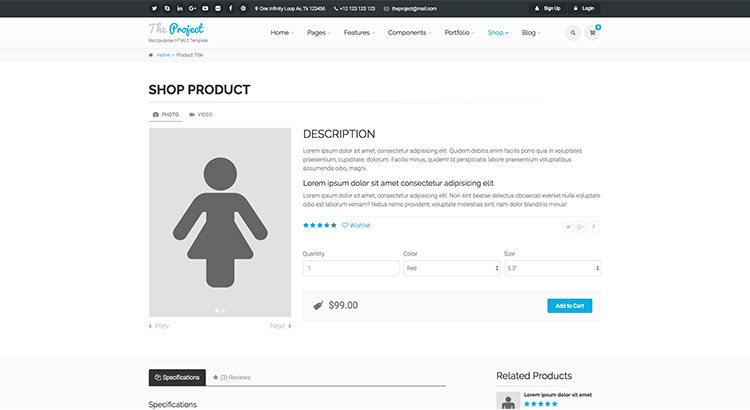 One Infinity Loop Av, Tk 123456 +12 123 123 123 theproject@mail.com Sign Up Login
The Project
Multipurpose HTML5 Template
Home Pages Features Components Portfolio Shop Blog
Home > Product Title
SHOP PRODUCT
PHOTO VIDEO
DESCRIPTION
Lorem ipsum dolor sit amet, consectetur adipisicing elit. Quidem debitis enim facilis porro quia in voluptates
praesentium, cupiditate, dolorum. Facilis minus, quidem! Id perspiciatis labore praesentium voluptatibus
assumenda odio, magni.
Lorem ipsum dolor sit amet consectetur adipisicing elit
Lorem ipsum dolor sit amet, consectetur adipisicing elit. Non sint beatae delectus obcaecati eveniet nulla voluptate
odio est laborum veniam? Natus nemo provident, voluptate molestias sint, nam dolor blanditiis minus!
Wishlist
Quantity Color Size
1 Red 5.3"
$99.00 Add to Cart
Prev Next
Specifications (3) Reviews
Related Products
Lorem ipsum dolor sit amet
Specifications